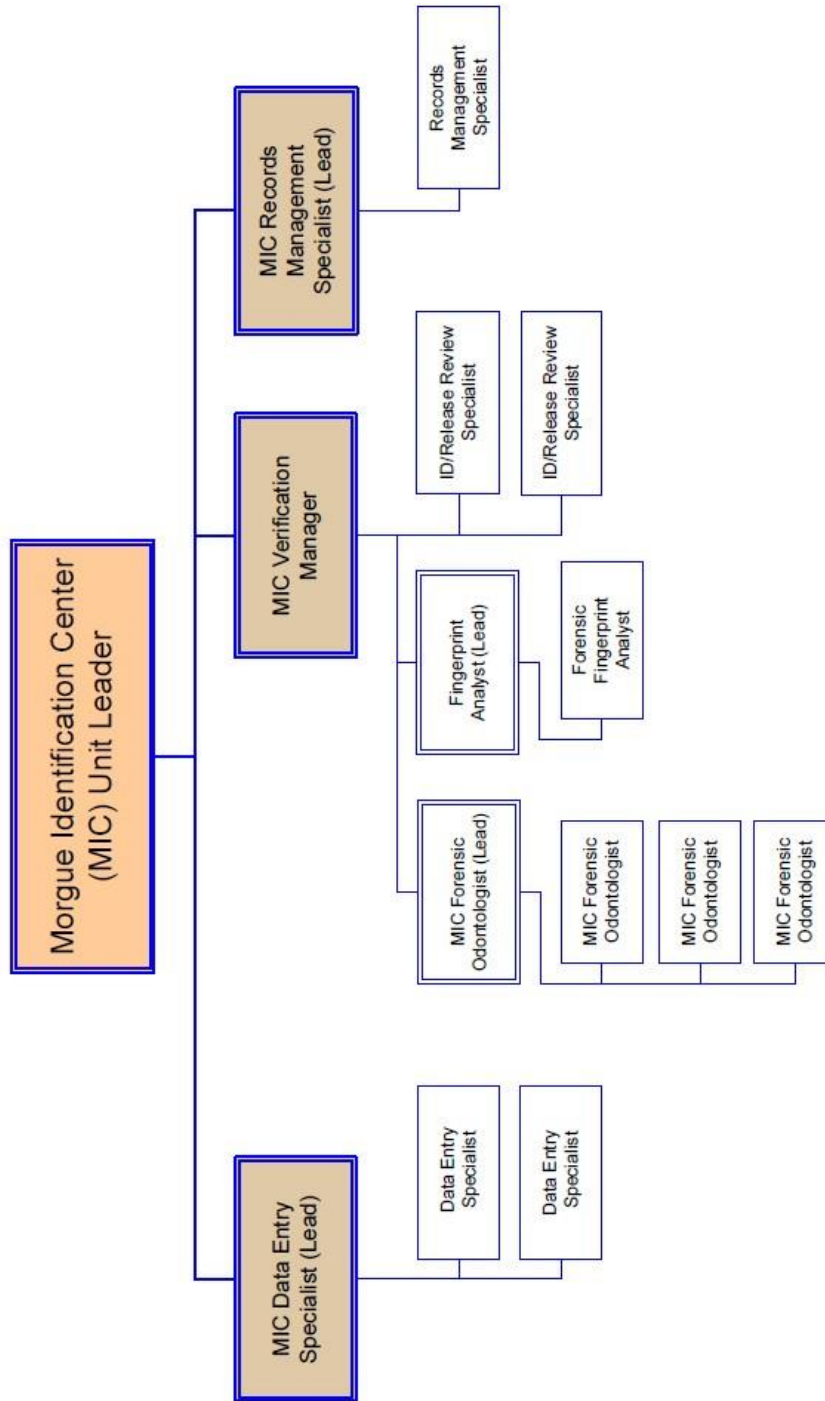 Morgue Identification Center
(MIC) Unit Leader
MIC Data Entry
Specialist (Lead)
Data Entry
Specialist
Data Entry
Specialist
MIC Verification
Manager
MIC Forensic
Odontologist (Lead)
MIC Forensic
Odontologist
MIC Forensic
Odontologist
MIC Forensic
Odontologist
Fingerprint
Analyst (Lead)
Forensic
Fingerprint
Analyst
ID/Release Review
Specialist
ID/Release Review
Specialist
MIC Records
Management
Specialist (Lead)
Records
Management
Specialist